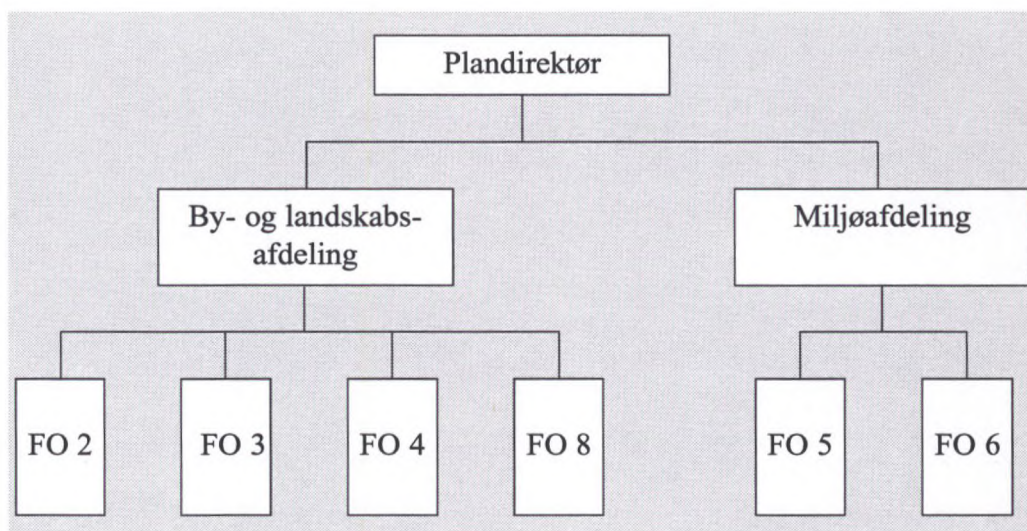 Plandirektør
By- og landskabs-
afdeling
Miljøafdeling
FO 2
FO 3
FO 4
FO 8
FO 5
FO 6